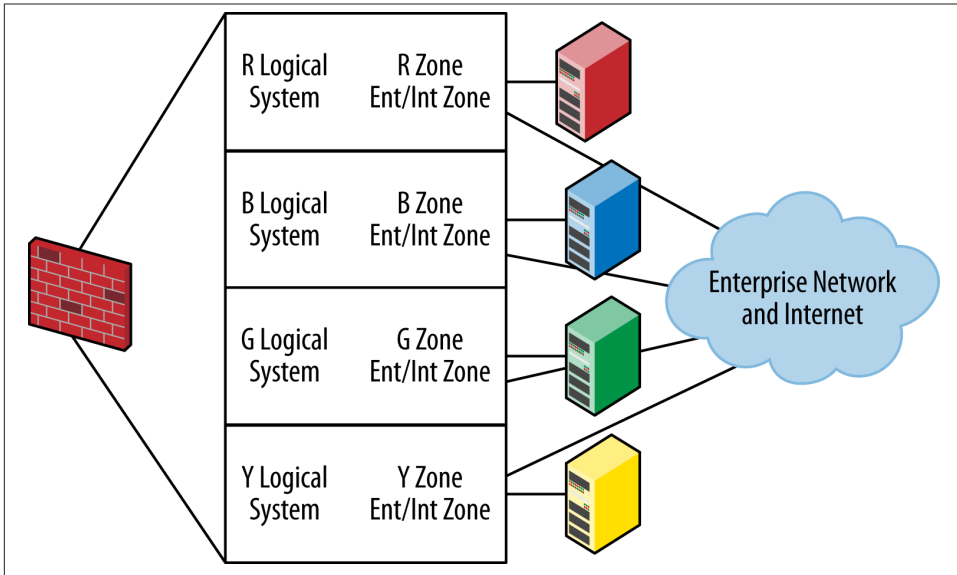 R Logical System
R Zone
Ent/Int Zone
B Logical System
B Zone
Ent/Int Zone
G Logical System
G Zone
Ent/Int Zone
Y Logical System
Y Zone
Ent/Int Zone
Enterprise Network
and Internet